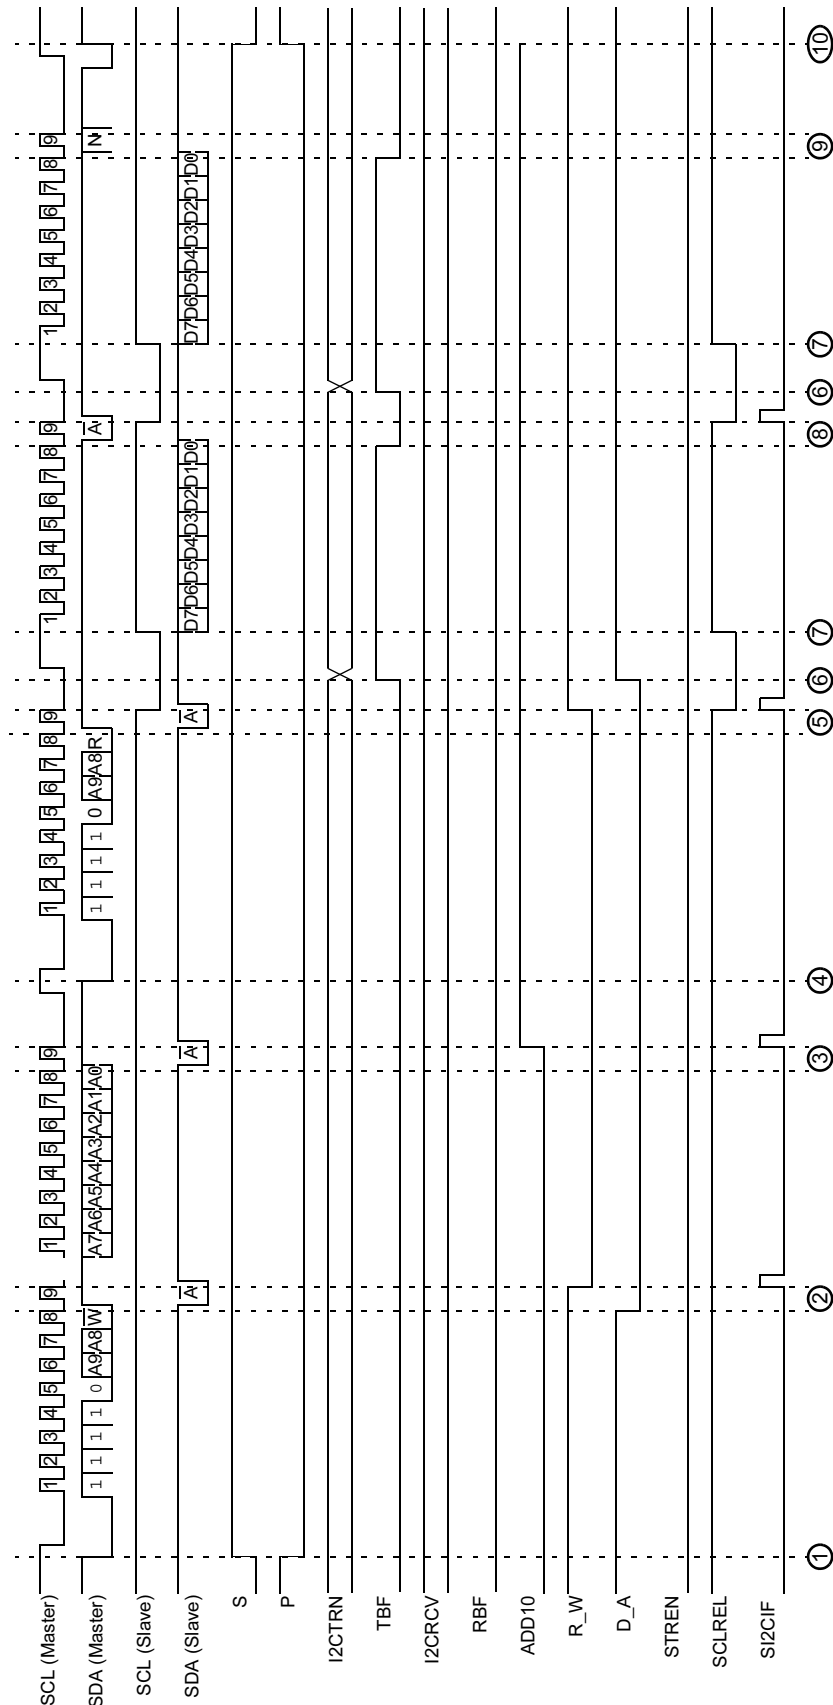 SCL (Master)
1 2 3 4 5 6 7 8 9 1 2 3 4 5 6 7 8 9 1 2 3 4 5 6 7 8 9 1 2 3 4 5 6 7 8 9 1 2 3 4 5 6 7 8 9
SDA (Master)
1 1 1 1 0 A9 A8 W A7 A6 A5 A4 A3 A2 A1 A0 1 1 1 1 0 A9 A8 R A N
SCL (Slave)
SDA (Slave)
A A A D7 D6 D5 D4 D3 D2 D1 D0 D7 D6 D5 D4 D3 D2 D1 D0
S
P
I2CTRN
TBF
I2CRCV
RBF
ADD10
R_W
D_A
STREN
SCLREL
SI2CIF
1 2 3 4 5 6 7 8 6 7 9 10